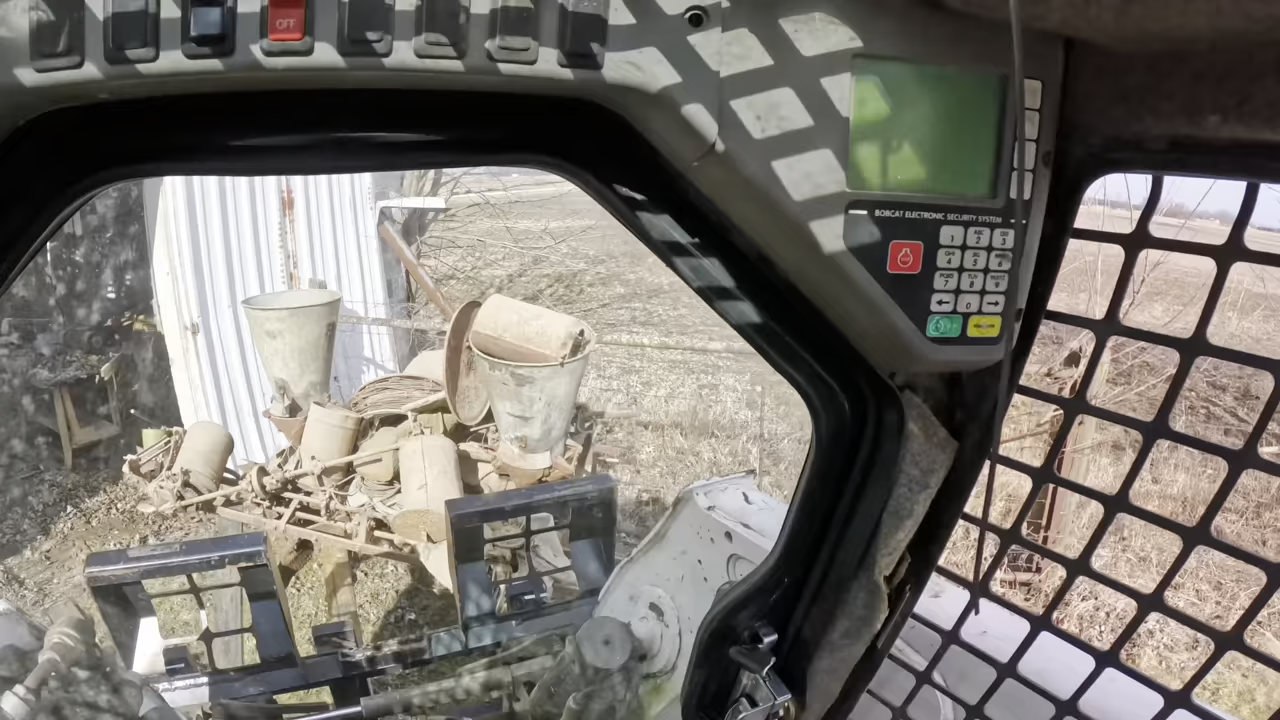 OFF
BOBCAT ELECTRONIC SECURITY SYSTEM
1
ABC 2
DEF 3
GHI 4
JKL 5
MNO 6
PQRS 7
TUV 8
WXYZ 9
← 0 →